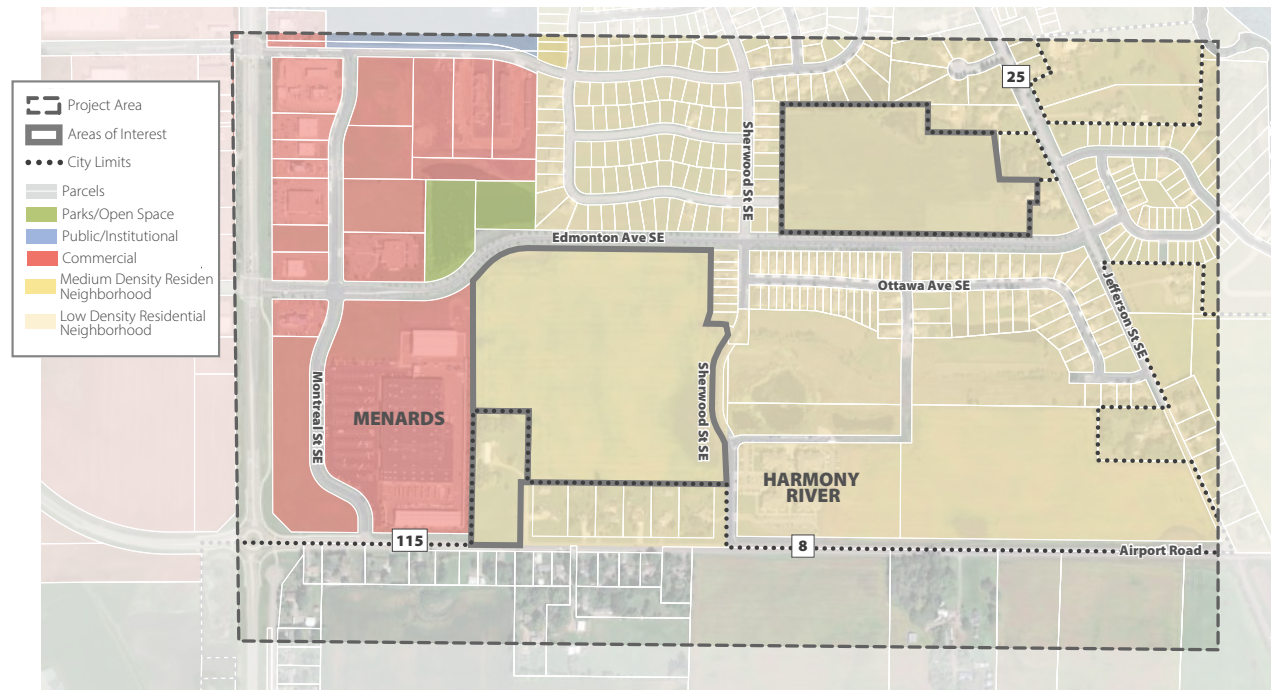 Project Area
Areas of Interest
City Limits
Parcels
Parks/Open Space
Public/Institutional
Commercial
Medium Density Residen
Neighborhood
Low Density Residential
Neighborhood
25
Sherwood St SE
Edmonton Ave SE
Ottawa Ave SE
Jefferson St SE
Montreal St SE
MENARDS
Sherwood St SE
HARMONY
RIVER
115
8
Airport Road